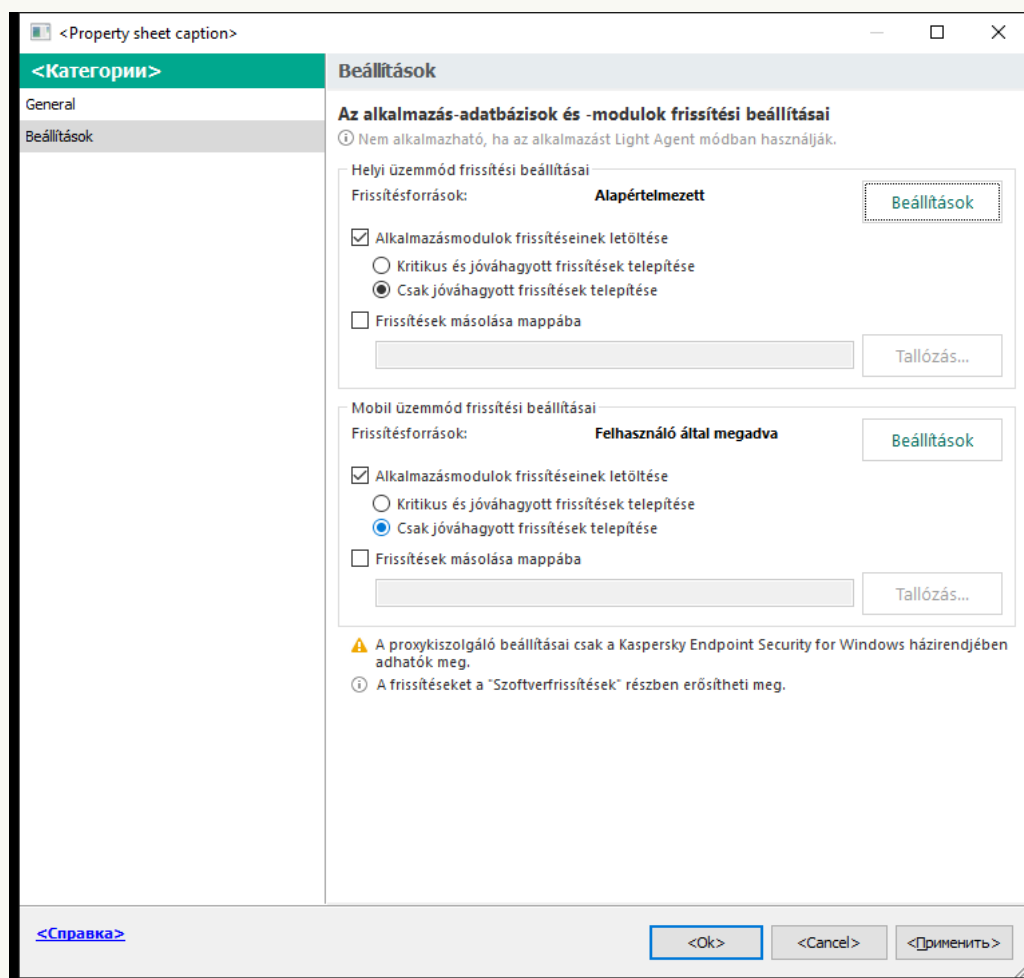 <Property sheet caption>
<Категории>
General
Beállítások
Beállítások
Az alkalmazás-adatbázisok és -modulok frissítési beállításai
Nem alkalmazható, ha az alkalmazást Light Agent módban használják.
Helyi üzemmód frissítési beállításai
Frissítésforrások: Alapértelmezett Beállítások
Alkalmazásmodulok frissítéseinek letöltése
Kritikus és jóváhagyott frissítések telepítése
Csak jóváhagyott frissítések telepítése
Frissítések másolása mappába
Tallózás...
Mobil üzemmód frissítési beállításai
Frissítésforrások: Felhasználó által megadva Beállítások
Alkalmazásmodulok frissítéseinek letöltése
Kritikus és jóváhagyott frissítések telepítése
Csak jóváhagyott frissítések telepítése
Frissítések másolása mappába
Tallózás...
A proxykiszolgáló beállításai csak a Kaspersky Endpoint Security for Windows házirendjében
adhatók meg.
A frissítéseket a "Szoftverfrissítések" részben erősítheti meg.
<Справка>
<Ok> <Cancel> <Применить>